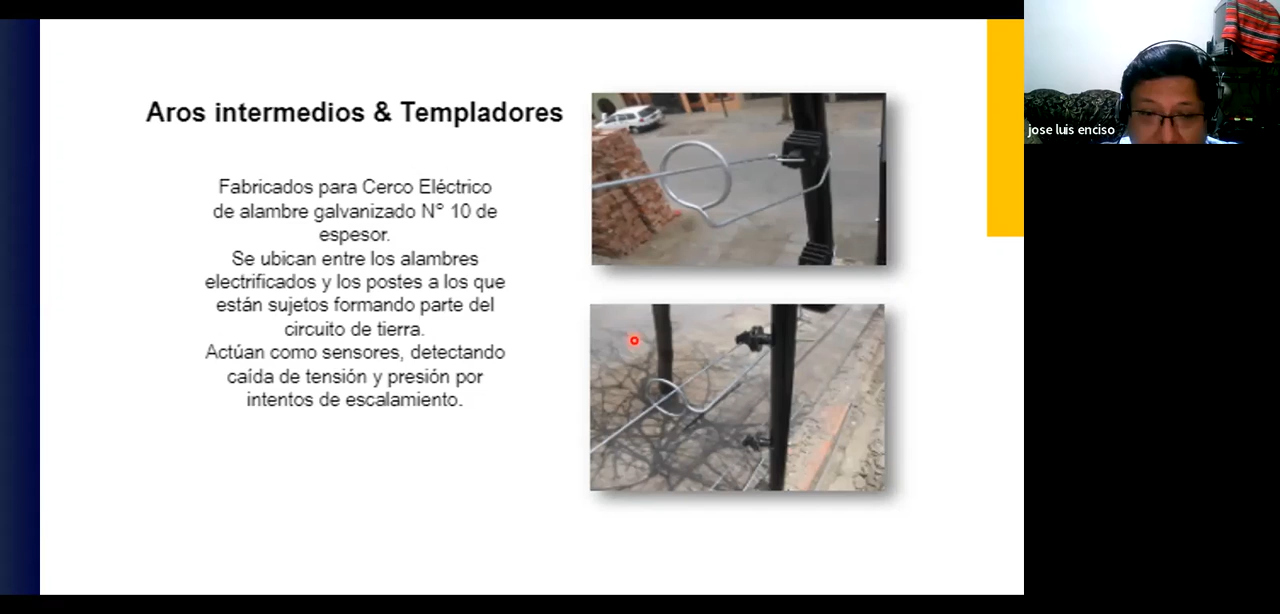 Aros intermedios & Templadores
Fabricados para Cerco Eléctrico
de alambre galvanizado N° 10 de
espesor.
Se ubican entre los alambres
electrificados y los postes a los que
están sujetos formando parte del
circuito de tierra.
Actúan como sensores, detectando
caída de tensión y presión por
intentos de escalamiento.
jose luis enciso